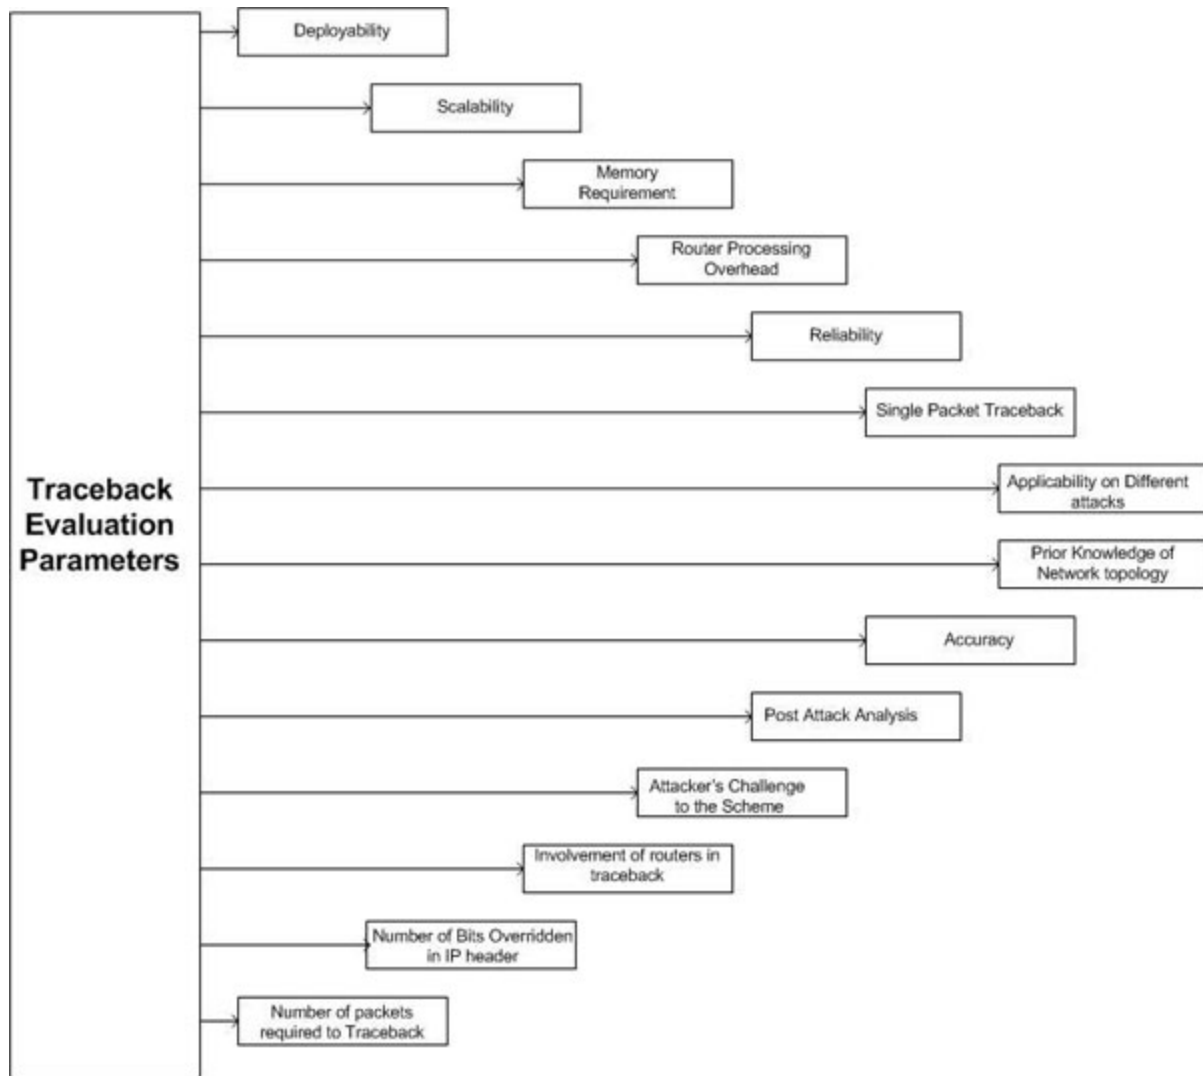 Deployability
Scalability
Memory
Requirement
Router Processing
Overhead
Reliability
Single Packet Traceback
Applicability on Different
attacks
Traceback
Evaluation
Parameters
Prior Knowledge of
Network topology
Accuracy
Post Attack Analysis
Attacker's Challenge
to the Scheme
Involvement of routers in
traceback
Number of Bits Overridden
in IP header
Number of packets
required to Traceback